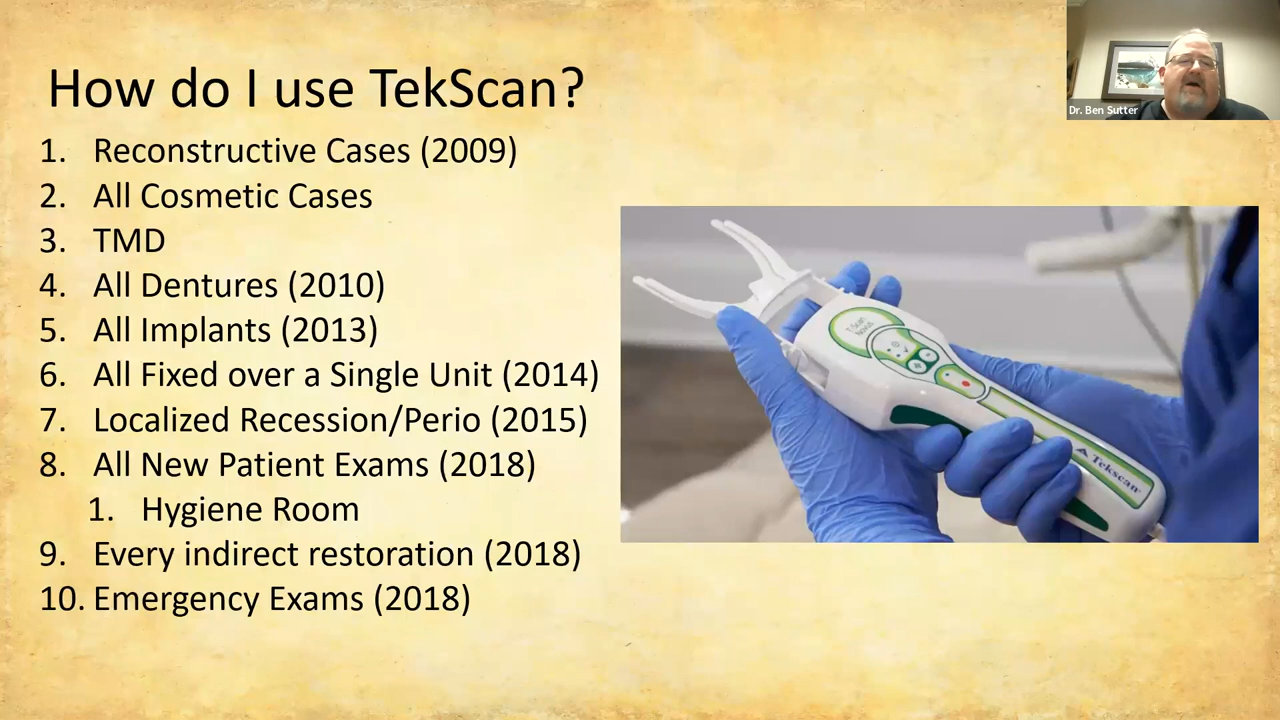 How do I use TekScan?
1. Reconstructive Cases (2009)
2. All Cosmetic Cases
3. TMD
4. All Dentures (2010)
5. All Implants (2013)
6. All Fixed over a Single Unit (2014)
7. Localized Recession/Perio (2015)
8. All New Patient Exams (2018)
1. Hygiene Room
9. Every indirect restoration (2018)
10. Emergency Exams (2018)
Dr. Ben Sutter
T-Scan
Novus
Tekscan